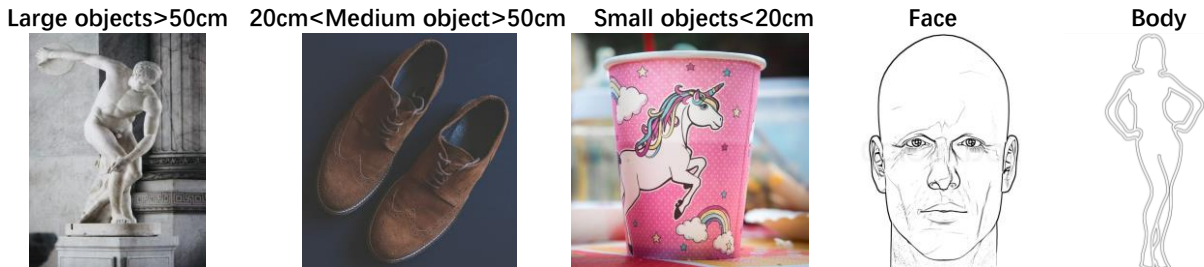 Large objects>50cm
20cm<Medium object>50cm
Small objects<20cm
Face
Body